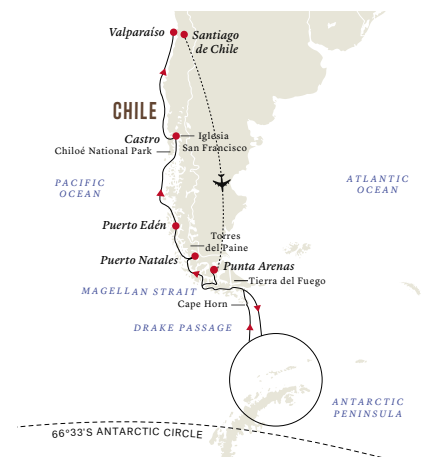 Valparaíso
Santiago
de Chile
CHILE
Castro
Iglesia
San Francisco
Chiloé National Park
PACIFIC
OCEAN
ATLANTIC
OCEAN
Puerto Edén
Torres
del Paine
Puerto Natales
Punta Arenas
Tierra del Fuego
MAGELLAN STRAIT
Cape Horn
DRAKE PASSAGE
ANTARCTIC
PENINSULA
66°33'S ANTARCTIC CIRCLE